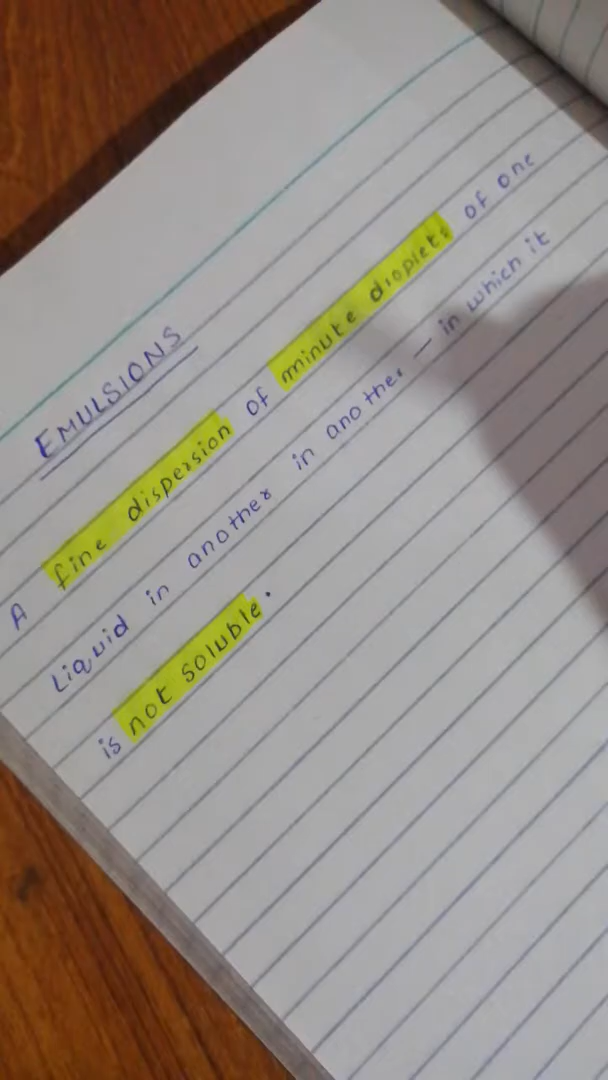 EMULSIONS
A fine dispersion of minute droplets of one
Liquid in another in another - in which it
is not soluble.